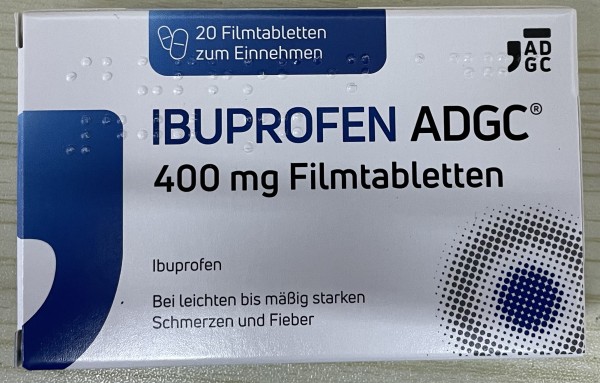 20 Filmtabletten
zum Einnehmen
AD
GC
IBUPROFEN ADGC®
400 mg Filmtabletten
Ibuprofen
Bei leichten bis mäßig starken
Schmerzen und Fieber